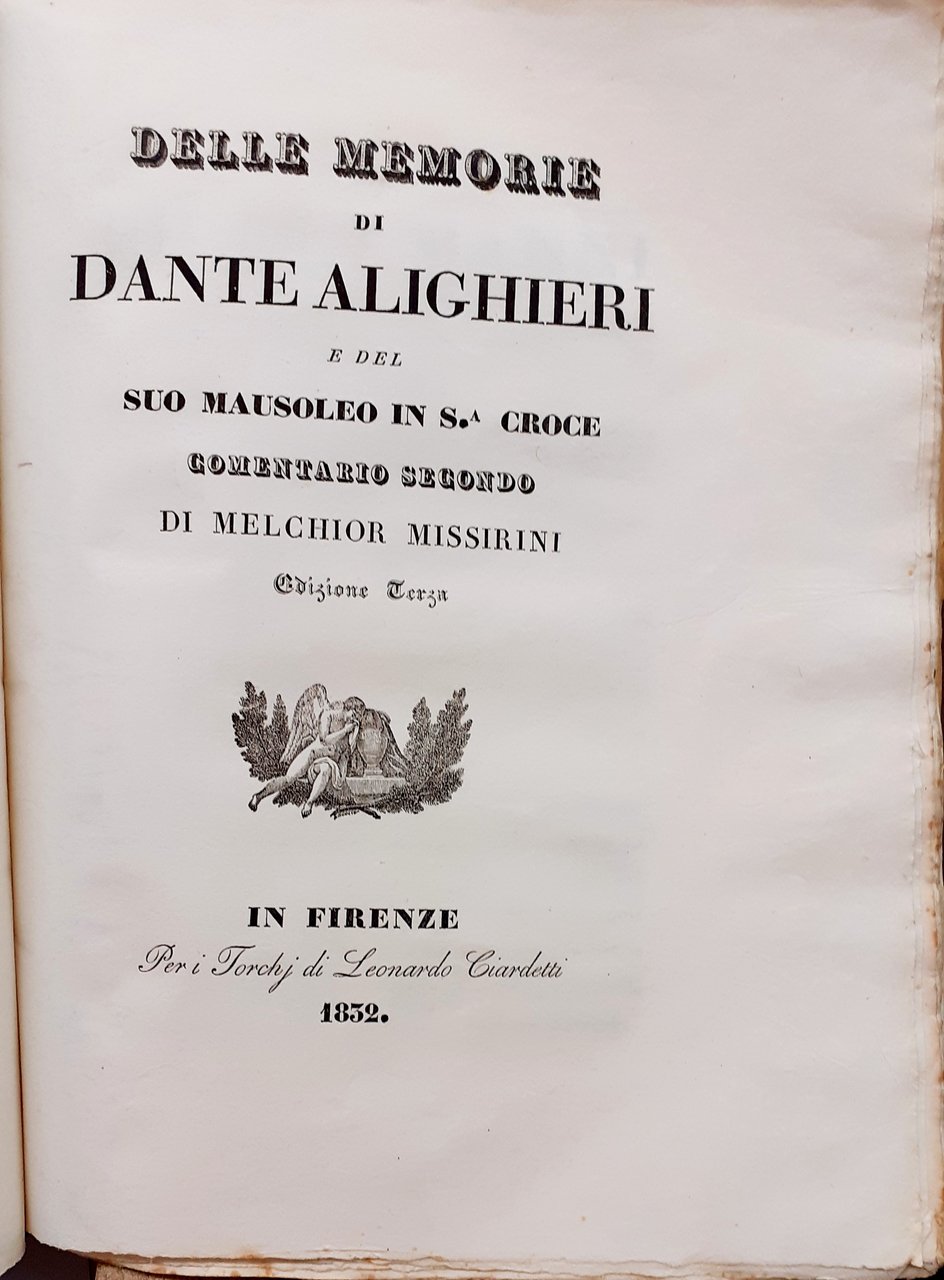 DELLE MEMORIE
DI
DANTE ALIGHIERI
E DEL
SUO MAUSOLEO IN S.ᴬ CROCE
COMENTARIO SECONDO
DI MELCHIOR MISSIRINI
Edizione Terza
IN FIRENZE
Per i Torchj di Leonardo Ciardetti
1832.